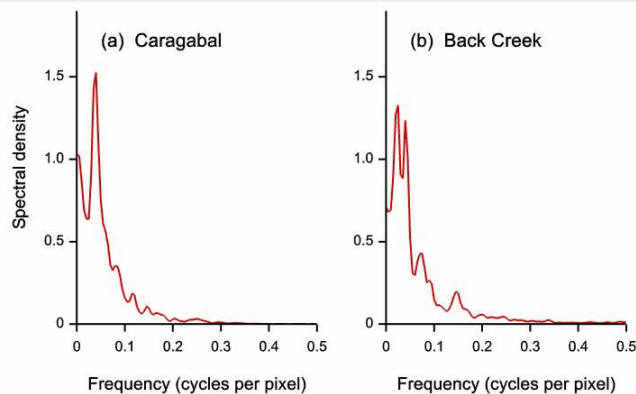 (a) Caragabal
(b) Back Creek
Spectral density
1.5
1.0
0.5
0
0 0.1 0.2 0.3 0.4 0.5
Frequency (cycles per pixel)
1.5
1.0
0.5
0
0 0.1 0.2 0.3 0.4 0.5
Frequency (cycles per pixel)